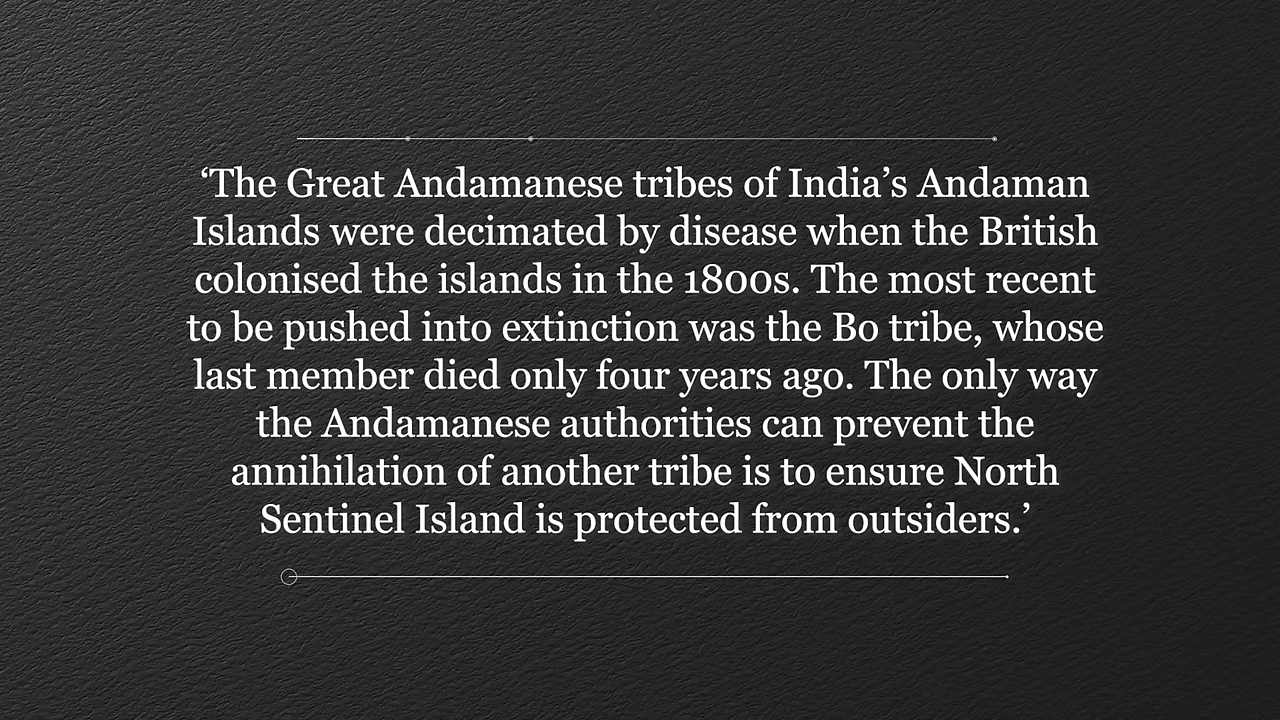 ‘The Great Andamanese tribes of India’s Andaman
Islands were decimated by disease when the British
colonised the islands in the 1800s. The most recent
to be pushed into extinction was the Bo tribe, whose
last member died only four years ago. The only way
the Andamanese authorities can prevent the
annihilation of another tribe is to ensure North
Sentinel Island is protected from outsiders.’